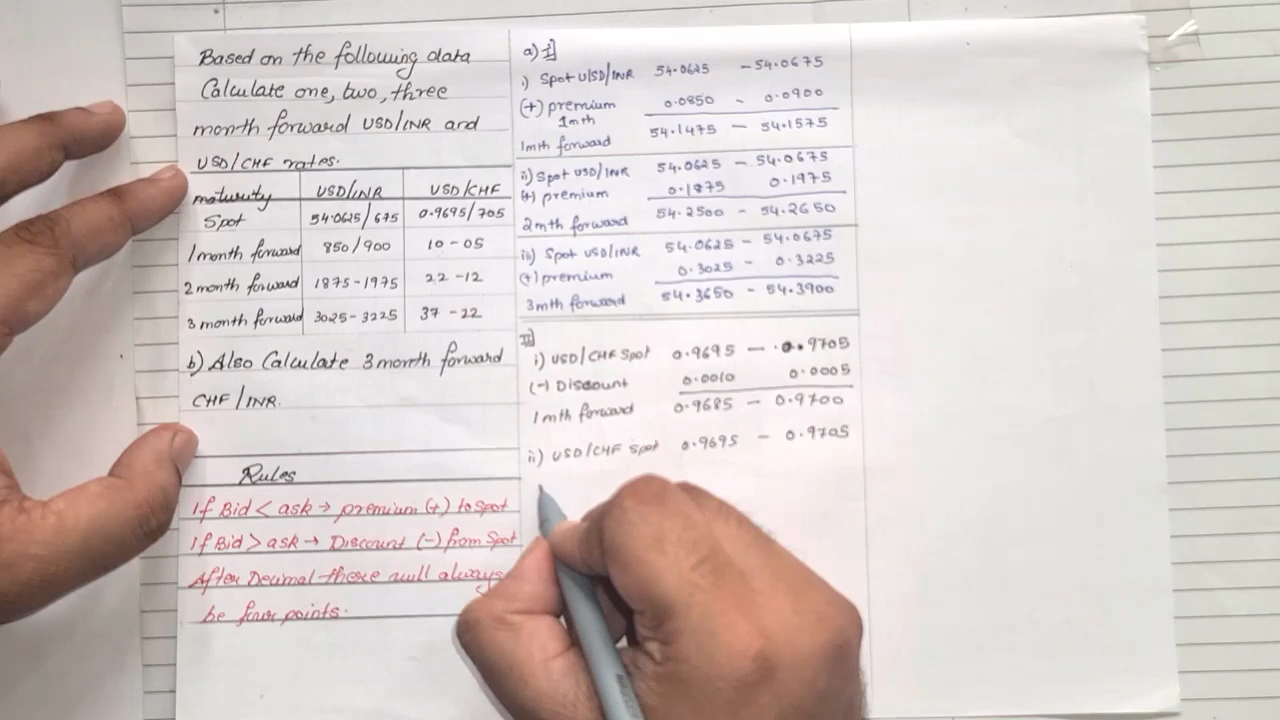 Based on the following data
Calculate one, two, three
month forward USD/INR and
USD/CHF rates.
maturity USD/INR USD/CHF
Spot 54.0625/675 0.9695/705
1 month forward 850/900 10-05
2 month forward 1875-1975 22-12
3 month forward 3025-3225 37-22
b) Also Calculate 3 month forward
CHF/INR.
Rules
If Bid < ask → premium (+) to Spot
If Bid > ask → Discount (-) from Spot
After Decimal there will always
be four points.
a) I]
i) Spot USD/INR 54.0625 - 54.0675
(+) premium 0.0850 - 0.0900
1mth
1mth forward 54.1475 - 54.1575
ii) Spot USD/INR 54.0625 - 54.0675
(+) premium 0.1875 0.1975
2mth forward 54.2500 - 54.2650
iii) Spot USD/INR 54.0625 - 54.0675
(+) premium 0.3025 - 0.3225
3mth forward 54.3650 - 54.3900
II]
i) USD/CHF Spot 0.9695 - 0.9705
(-) Discount 0.0010 0.0005
1mth forward 0.9685 - 0.9700
ii) USD/CHF Spot 0.9695 - 0.9705